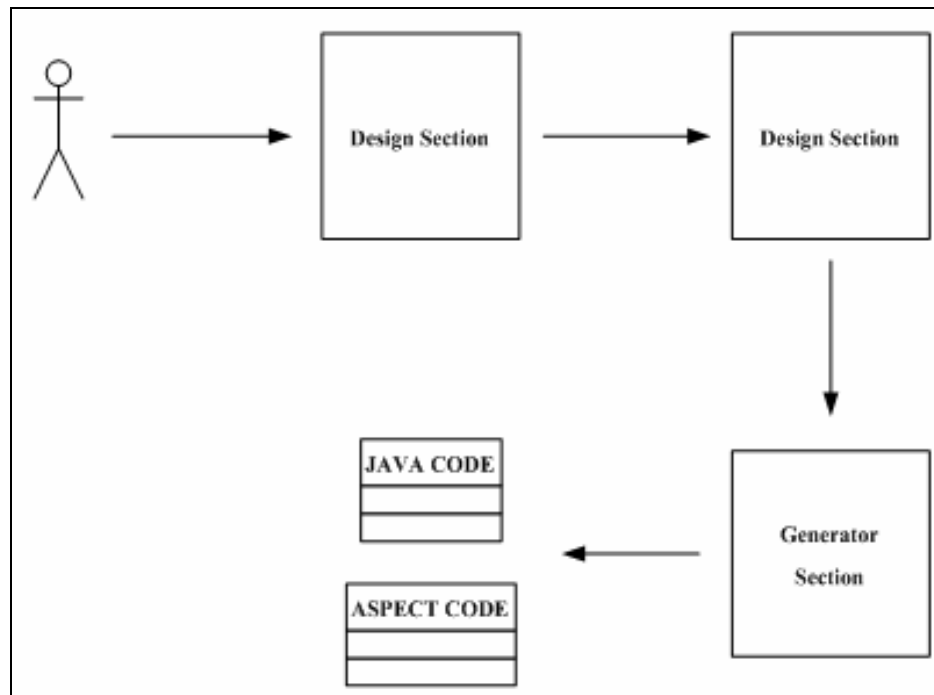 Design Section
Design Section
Generator
Section
JAVA CODE
ASPECT CODE